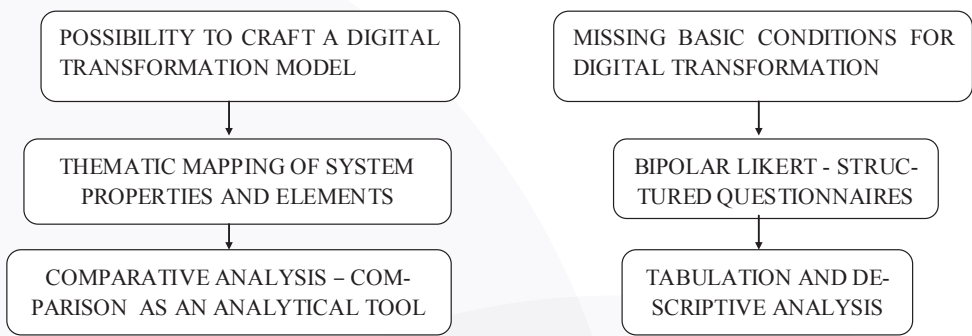 POSSIBILITY TO CRAFT A DIGITAL
TRANSFORMATION MODEL
THEMATIC MAPPING OF SYSTEM
PROPERTIES AND ELEMENTS
COMPARATIVE ANALYSIS – COM-
PARISON AS AN ANALYTICAL TOOL
MISSING BASIC CONDITIONS FOR
DIGITAL TRANSFORMATION
BIPOLAR LIKERT - STRUC-
TURED QUESTIONNAIRES
TABULATION AND DE-
SCRIPTIVE ANALYSIS